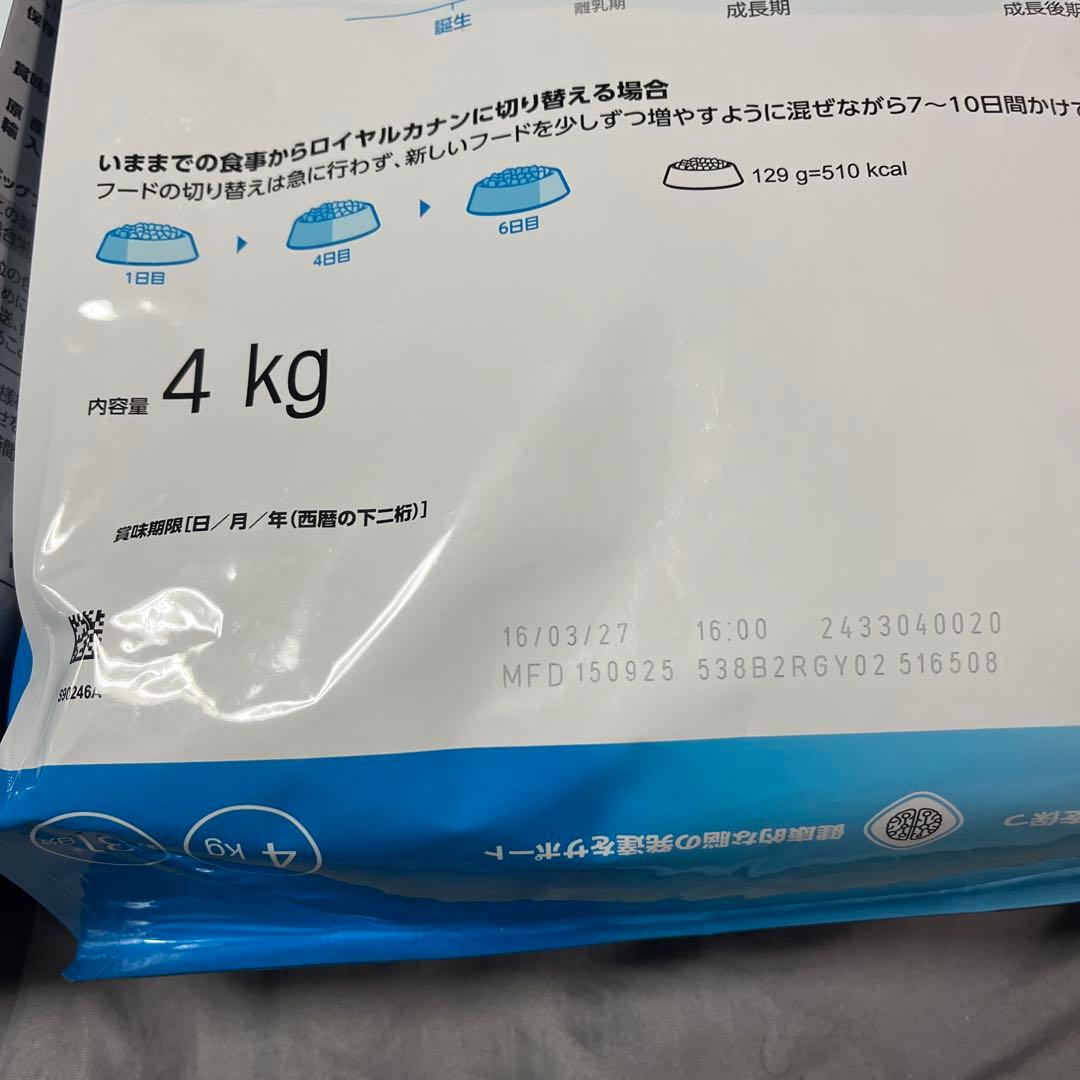 誕生
離乳期
成長期
成長後期
いままでの食事からロイヤルカナンに切り替える場合
フードの切り替えは急に行わず、新しいフードを少しずつ増やすように混ぜながら7〜10日間かけて
129 g=510 kcal
1日目
4日目
6日目
内容量 4 kg
賞味期限[日/月/年(西暦の下二桁)]
16/03/27 16:00 2433040020
MFD 150925 538B2RGY02 516508
4 kg
健康的な脳の発達をサポート
を保つ